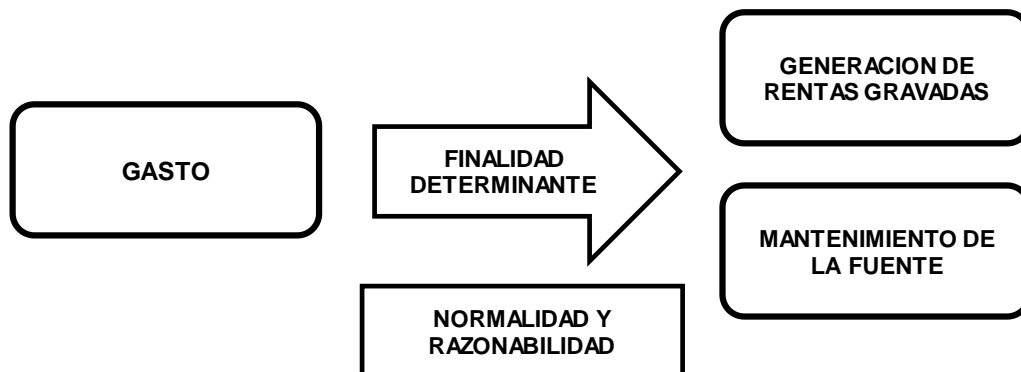 GASTO
FINALIDAD
DETERMINANTE
GENERACION DE
RENTAS GRAVADAS
MANTENIMIENTO DE
LA FUENTE
NORMALIDAD Y
RAZONABILIDAD